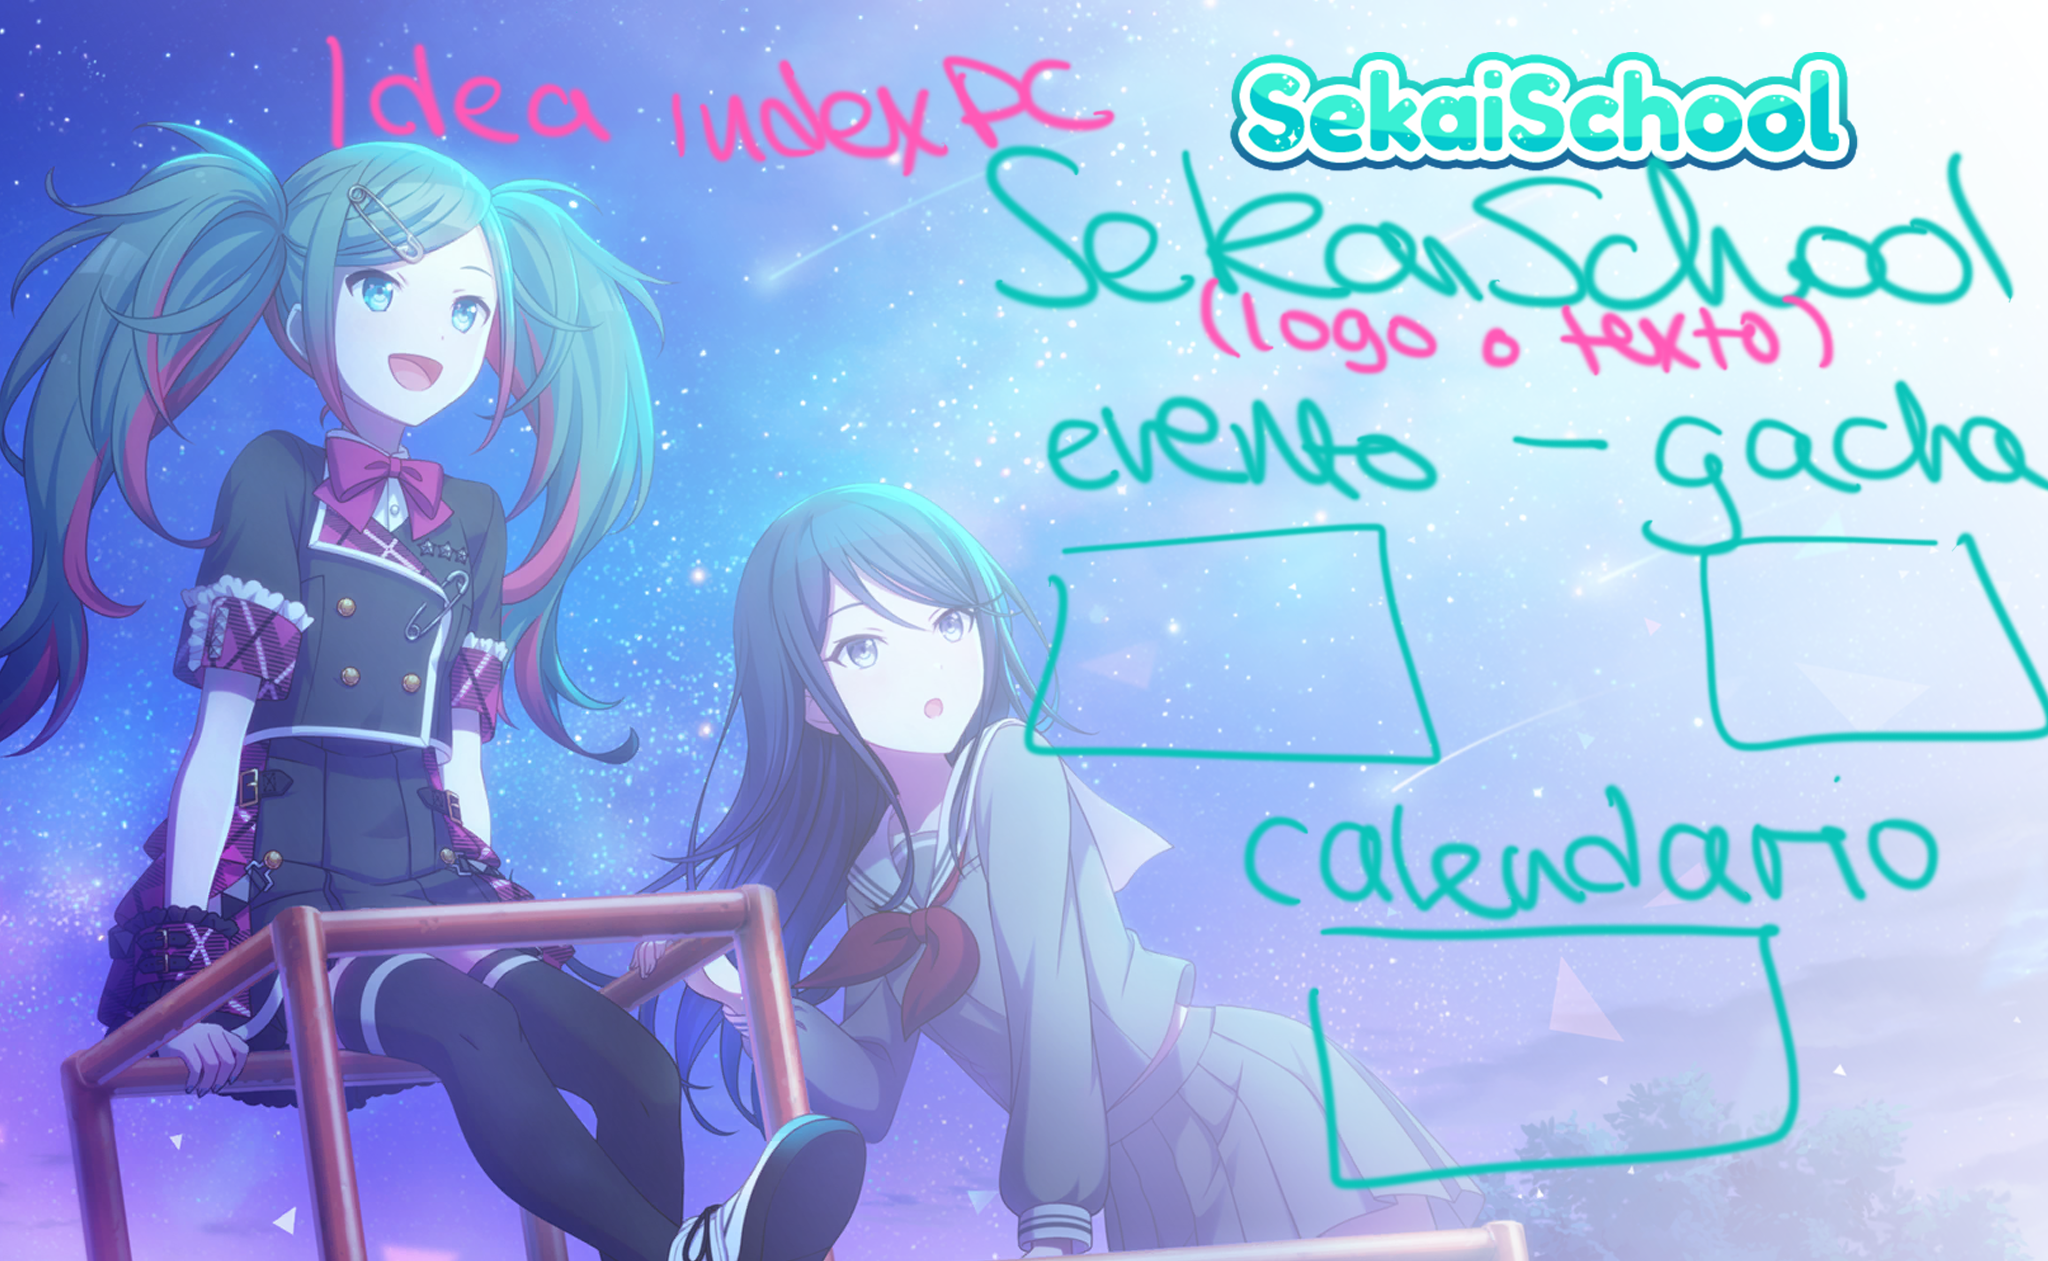 Idea index PC
SekaiSchool
SekaiSchool
(logo o texto)
evento - gacha
calendario